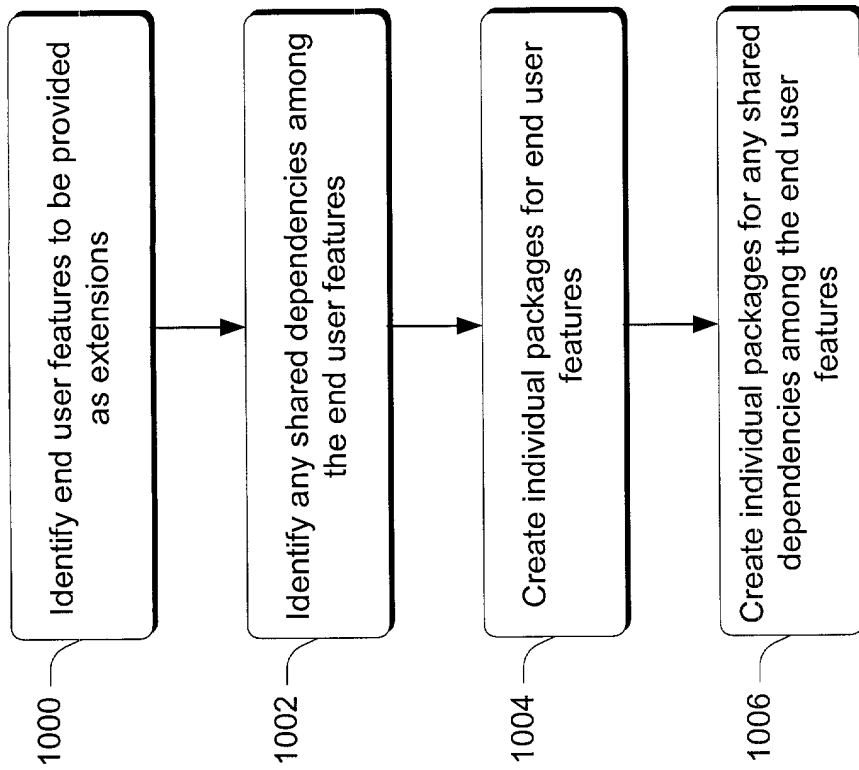 1000
Identify end user features to be provided
as extensions
1002
Identify any shared dependencies among
the end user features
1004
Create individual packages for end user
features
1006
Create individual packages for any shared
dependencies among the end user
features